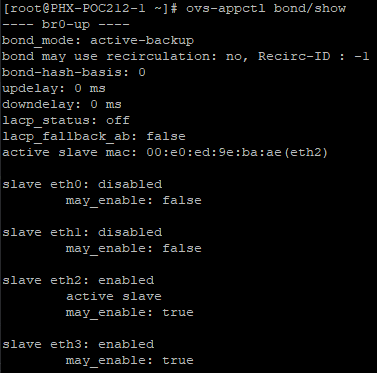 [root@PHX-POC212-1 ~]# ovs-appctl bond/show
---- br0-up ----
bond_mode: active-backup
bond may use recirculation: no, Recirc-ID : -1
bond-hash-basis: 0
updelay: 0 ms
downdelay: 0 ms
lacp_status: off
lacp_fallback_ab: false
active slave mac: 00:e0:ed:9e:ba:ae(eth2)

slave eth0: disabled
        may_enable: false

slave eth1: disabled
        may_enable: false

slave eth2: enabled
        active slave
        may_enable: true

slave eth3: enabled
        may_enable: true